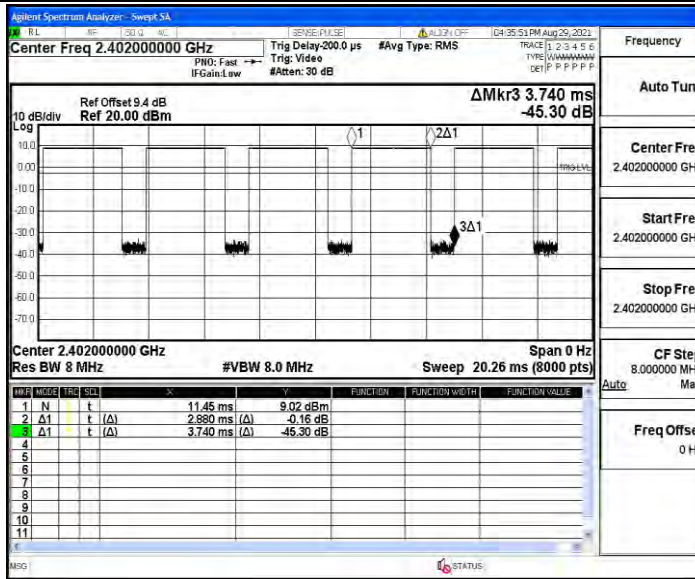 Agilent Spectrum Analyzer - Swept SA
RL RF 50 Ω AC SENSE:PULSE ALIGN OFF 04:35:51 PM Aug 29, 2021
Center Freq 2.402000000 GHz
PNO: Fast
IFGain:Low
Trig Delay-200.0 µs
Trig: Video
#Atten: 30 dB
#Avg Type: RMS
TRACE 1 2 3 4 5 6
TYPE WWWWWW
DET P P P P P P
ΔMkr3 3.740 ms
-45.30 dB
Ref Offset 9.4 dB
10 dB/div Ref 20.00 dBm
Log
10.0
0.00
-10.0
-20.0
-30.0
-40.0
-50.0
-60.0
-70.0
1
2Δ1
TRIG LVL
3Δ1
Center 2.402000000 GHz Span 0 Hz
Res BW 8 MHz #VBW 8.0 MHz Sweep 20.26 ms (8000 pts)
MKR MODE TRC SCL X Y FUNCTION FUNCTION WIDTH FUNCTION VALUE
1 N t 11.45 ms 9.02 dBm
2 Δ1 t (Δ) 2.880 ms (Δ) -0.16 dB
3 Δ1 t (Δ) 3.740 ms (Δ) -45.30 dB
4
5
6
7
8
9
10
11
MSG STATUS
Frequency
Auto Tun
Center Fre
2.402000000 GH
Start Fre
2.402000000 GH
Stop Fre
2.402000000 GH
CF Ste
8.000000 MH
Auto Ma
Freq Offse
0 H